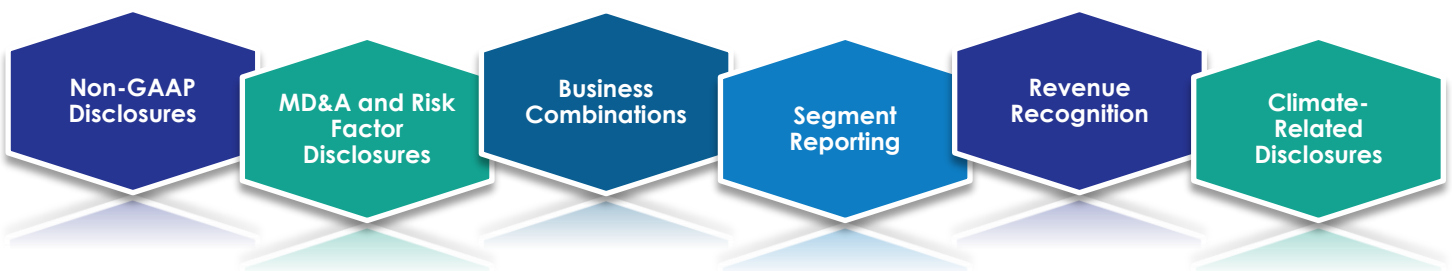 Non-GAAP
Disclosures
MD&A and Risk
Factor
Disclosures
Business
Combinations
Segment
Reporting
Revenue
Recognition
Climate-
Related
Disclosures